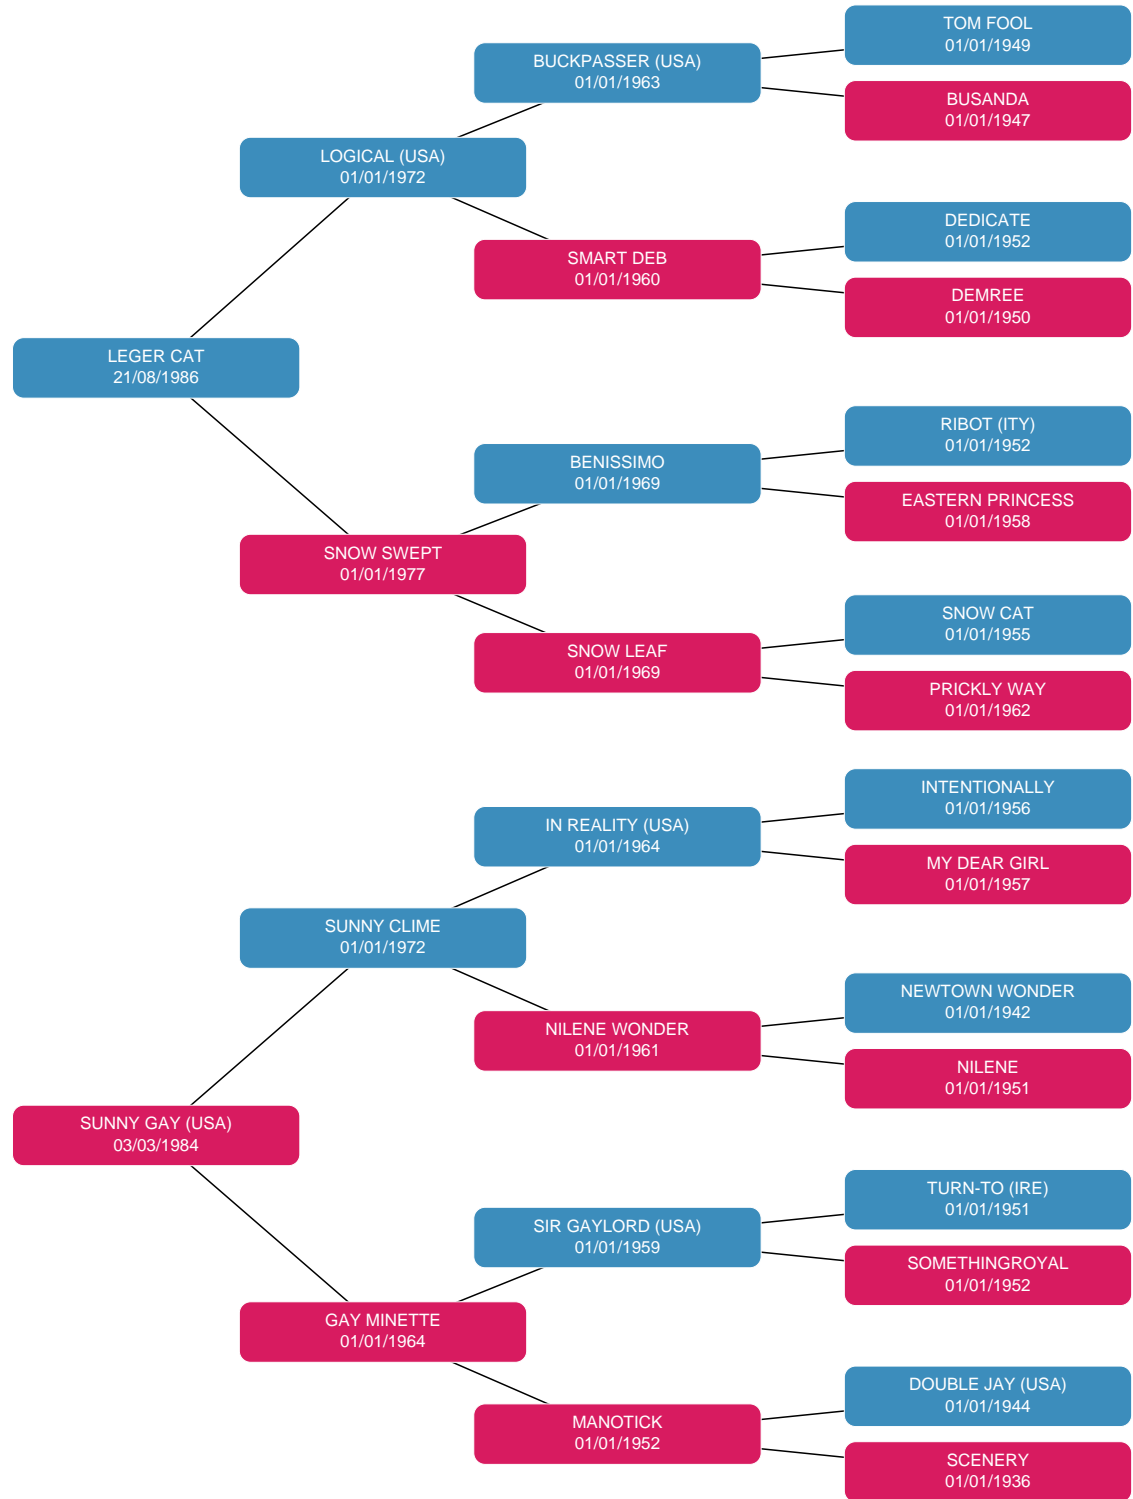 TOM FOOL
01/01/1949
BUCKPASSER (USA)
01/01/1963
BUSANDA
01/01/1947
LOGICAL (USA)
01/01/1972
DEDICATE
01/01/1952
SMART DEB
01/01/1960
DEMREE
01/01/1950
LEGER CAT
21/08/1986
RIBOT (ITY)
01/01/1952
BENISSIMO
01/01/1969
EASTERN PRINCESS
01/01/1958
SNOW SWEPT
01/01/1977
SNOW CAT
01/01/1955
SNOW LEAF
01/01/1969
PRICKLY WAY
01/01/1962
INTENTIONALLY
01/01/1956
IN REALITY (USA)
01/01/1964
MY DEAR GIRL
01/01/1957
SUNNY CLIME
01/01/1972
NEWTOWN WONDER
01/01/1942
NILENE WONDER
01/01/1961
NILENE
01/01/1951
SUNNY GAY (USA)
03/03/1984
TURN-TO (IRE)
01/01/1951
SIR GAYLORD (USA)
01/01/1959
SOMETHINGROYAL
01/01/1952
GAY MINETTE
01/01/1964
DOUBLE JAY (USA)
01/01/1944
MANOTICK
01/01/1952
SCENERY
01/01/1936